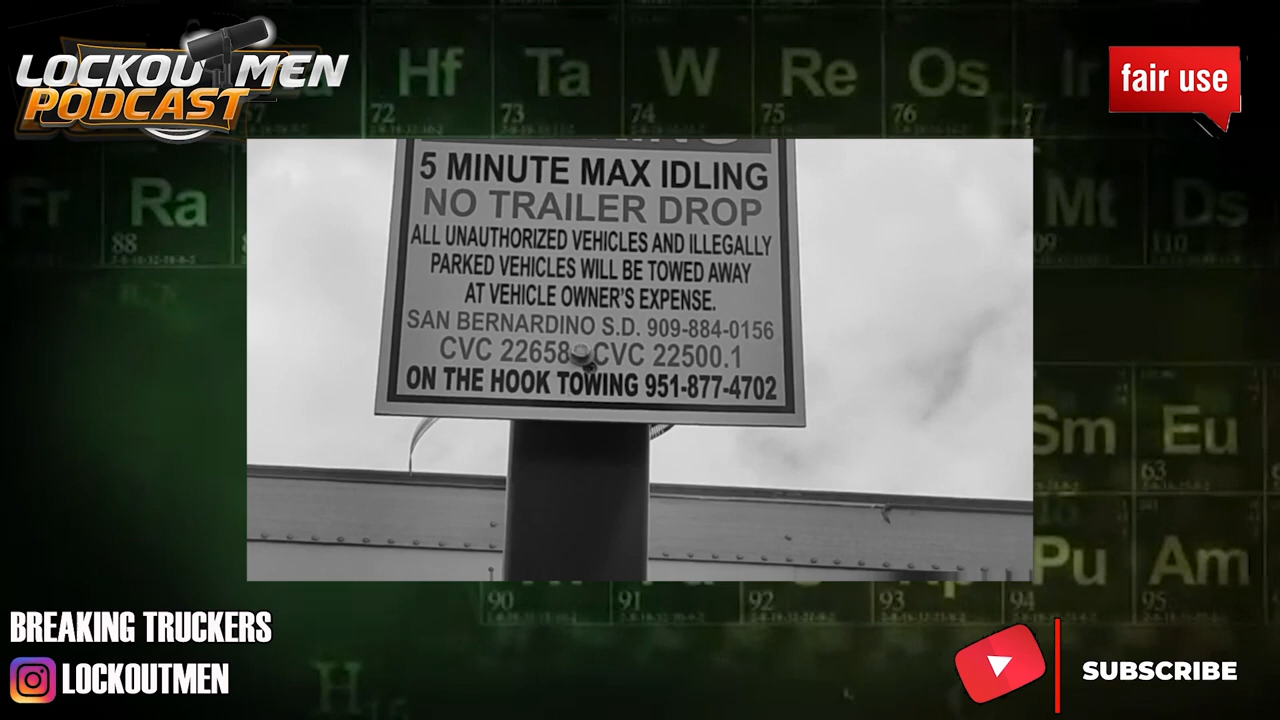 LOCKOUTMEN
PODCAST
fair use
Hf Ta W Re Os Ir
72 73 74 75 76 77
Fr Ra Mt Ds
88 110
5 MINUTE MAX IDLING
NO TRAILER DROP
ALL UNAUTHORIZED VEHICLES AND ILLEGALLY
PARKED VEHICLES WILL BE TOWED AWAY
AT VEHICLE OWNER'S EXPENSE.
SAN BERNARDINO S.D. 909-884-0156
CVC 22658 CVC 22500.1
ON THE HOOK TOWING 951-877-4702
Sm Eu
63
Pu Am
90 91 92 93 94 95
BREAKING TRUCKERS
LOCKOUTMEN
H
SUBSCRIBE